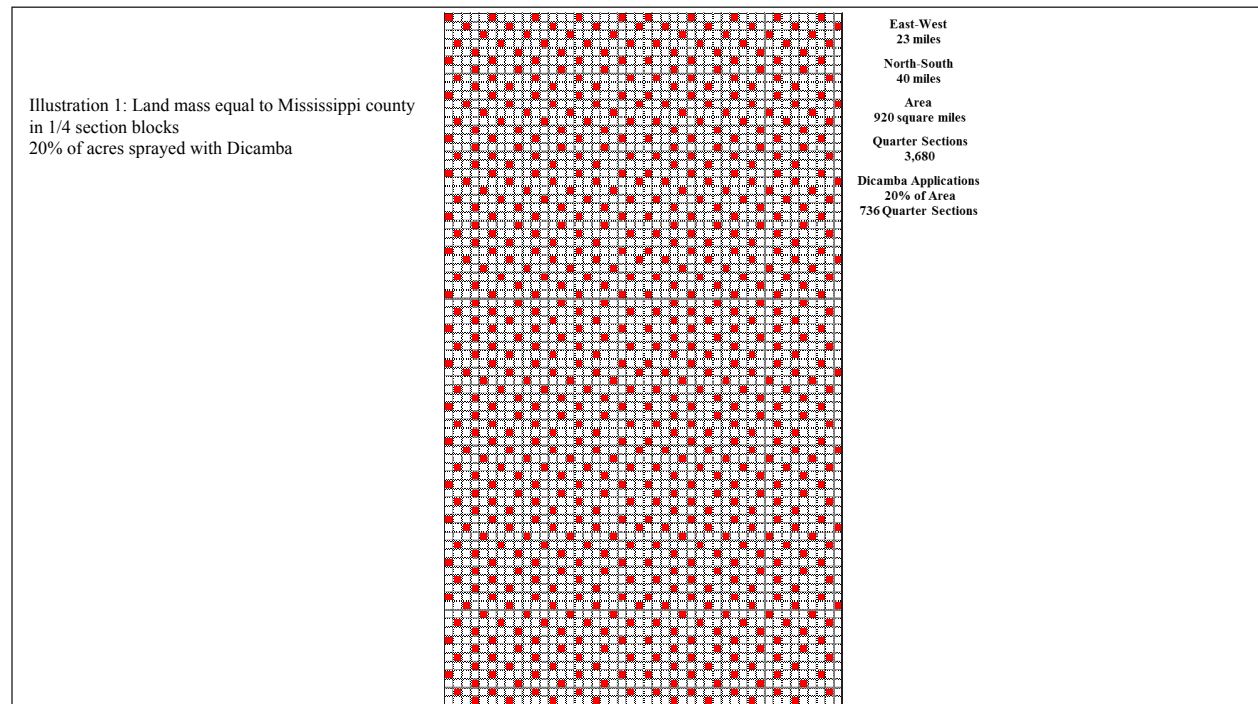 Illustration 1: Land mass equal to Mississippi county
in 1/4 section blocks
20% of acres sprayed with Dicamba
East-West
23 miles
North-South
40 miles
Area
920 square miles
Quarter Sections
3,680
Dicamba Applications
20% of Area
736 Quarter Sections